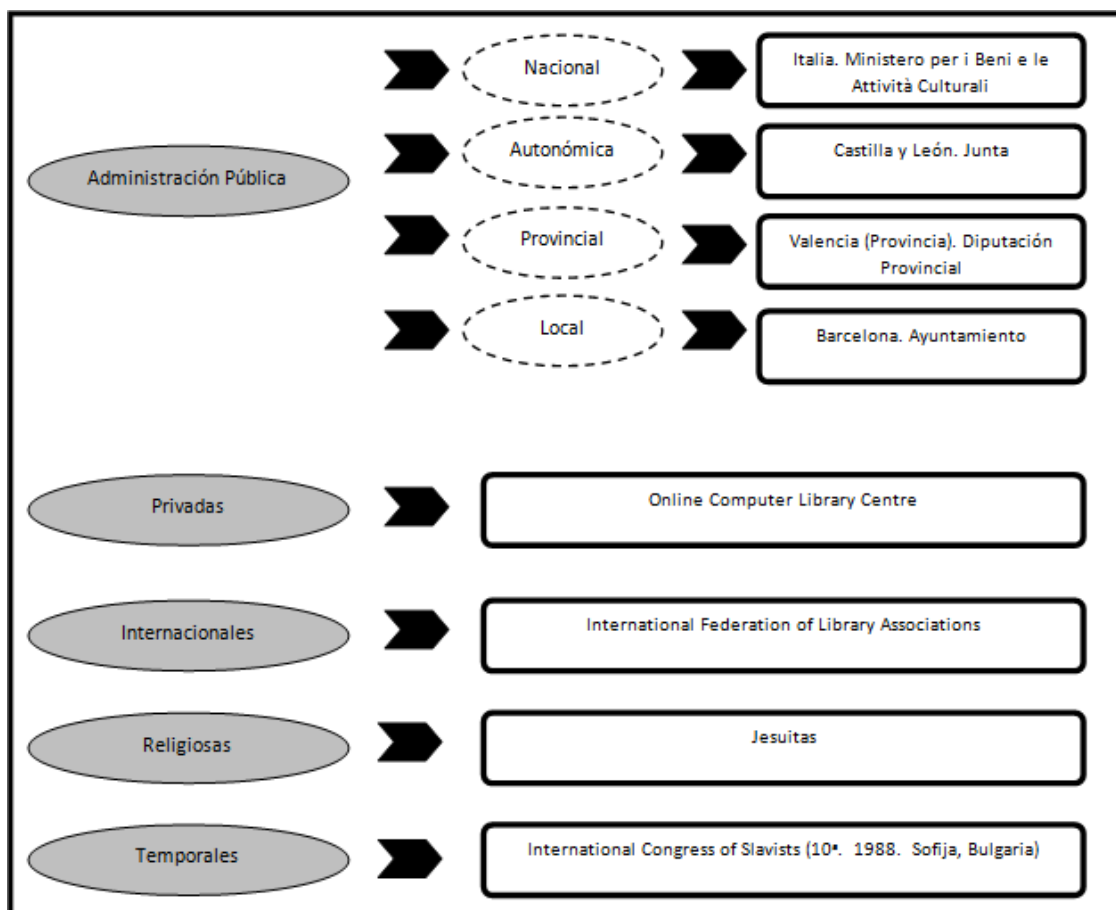 Administración Pública
Nacional
Italia. Ministero per i Beni e le
Attività Culturali
Autonómica
Castilla y León. Junta
Provincial
Valencia (Provincia). Diputación
Provincial
Local
Barcelona. Ayuntamiento
Privadas
Online Computer Library Centre
Internacionales
International Federation of Library Associations
Religiosas
Jesuitas
Temporales
International Congress of Slavists (10ª. 1988. Sofija, Bulgaria)